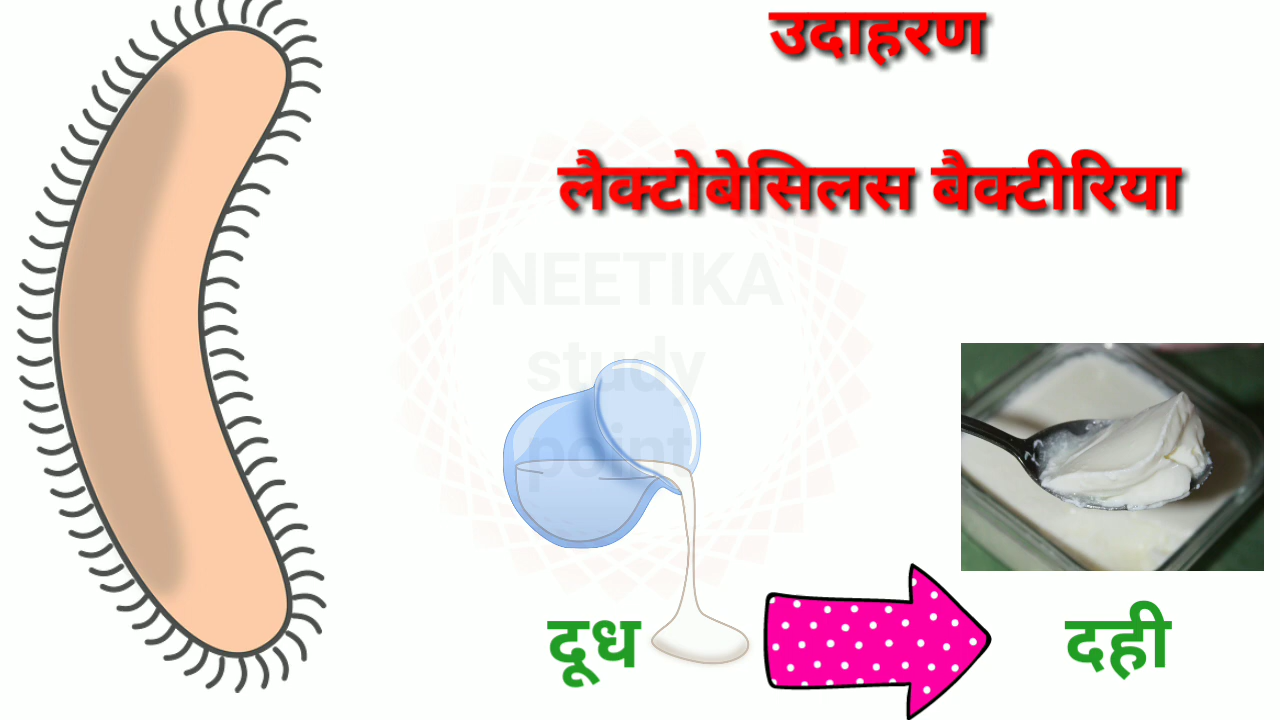 उदाहरण
लैक्टोबेसिलस बैक्टीरिया
NEETIKA
study
point
दूध
दही